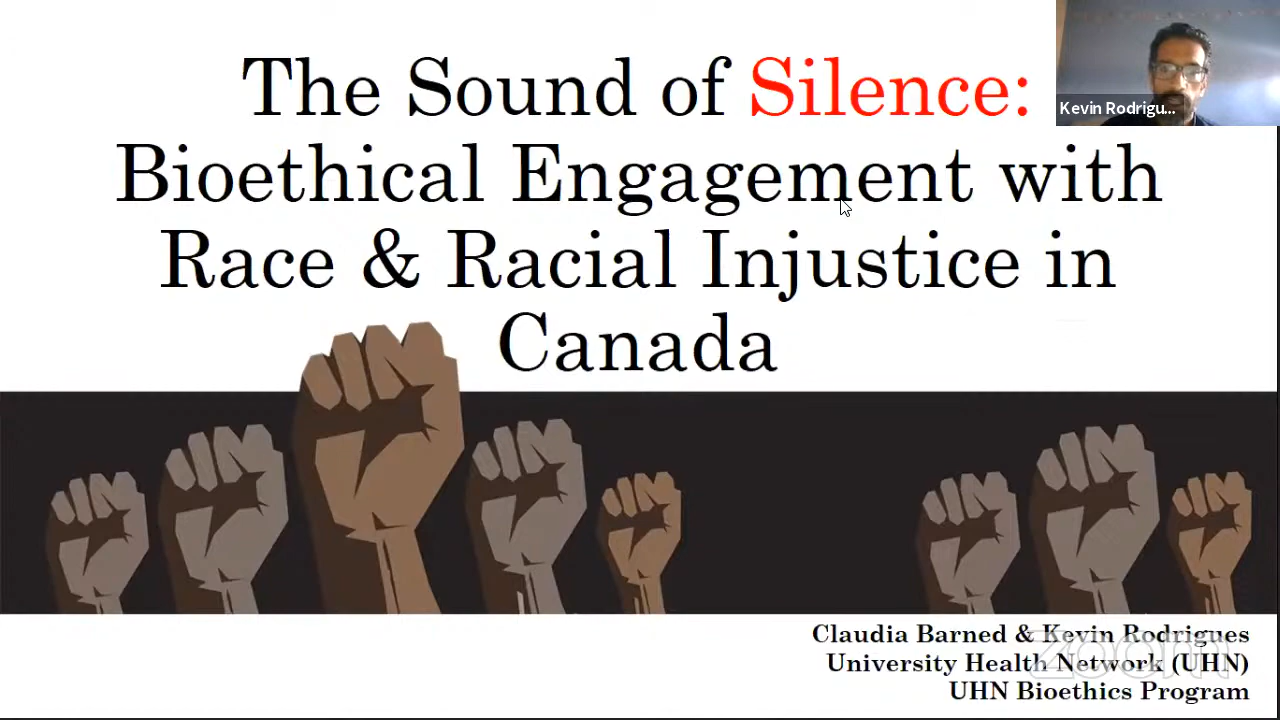 The Sound of Silence:
Kevin Rodrigu...
Bioethical Engagement with
Race & Racial Injustice in
Canada
Claudia Barned & Kevin Rodrigues
University Health Network (UHN)
UHN Bioethics Program
zoom